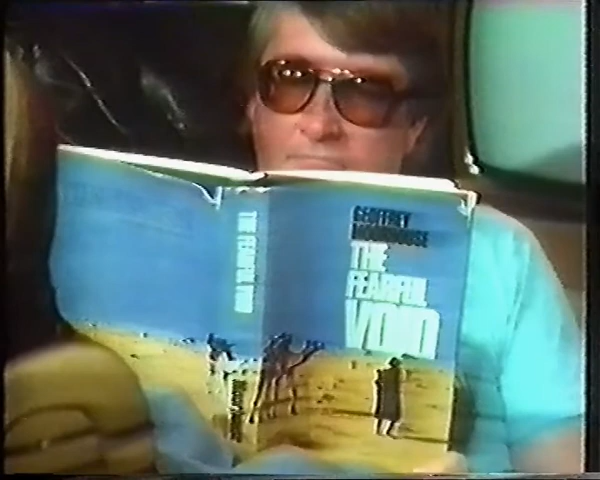 THE FEARFUL VOID
GEOFFREY
MOORHOUSE
THE
FEARFUL
VOID